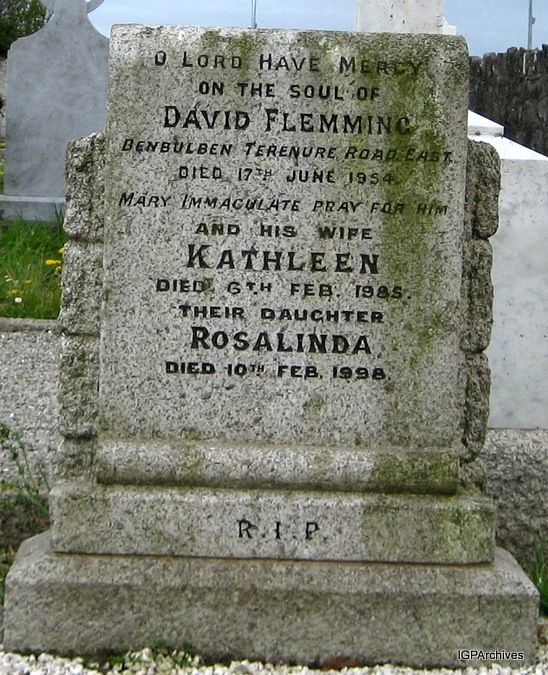 O LORD HAVE MERCY
ON THE SOUL OF
DAVID FLEMMING
BENBULBEN TERENURE ROAD EAST.
DIED 17TH JUNE 1954.
MARY IMMACULATE PRAY FOR HIM
AND HIS WIFE
KATHLEEN
DIED 6TH FEB. 1985.
THEIR DAUGHTER
ROSALINDA
DIED 10TH FEB. 1998.
R.I.P.
IGPArchives